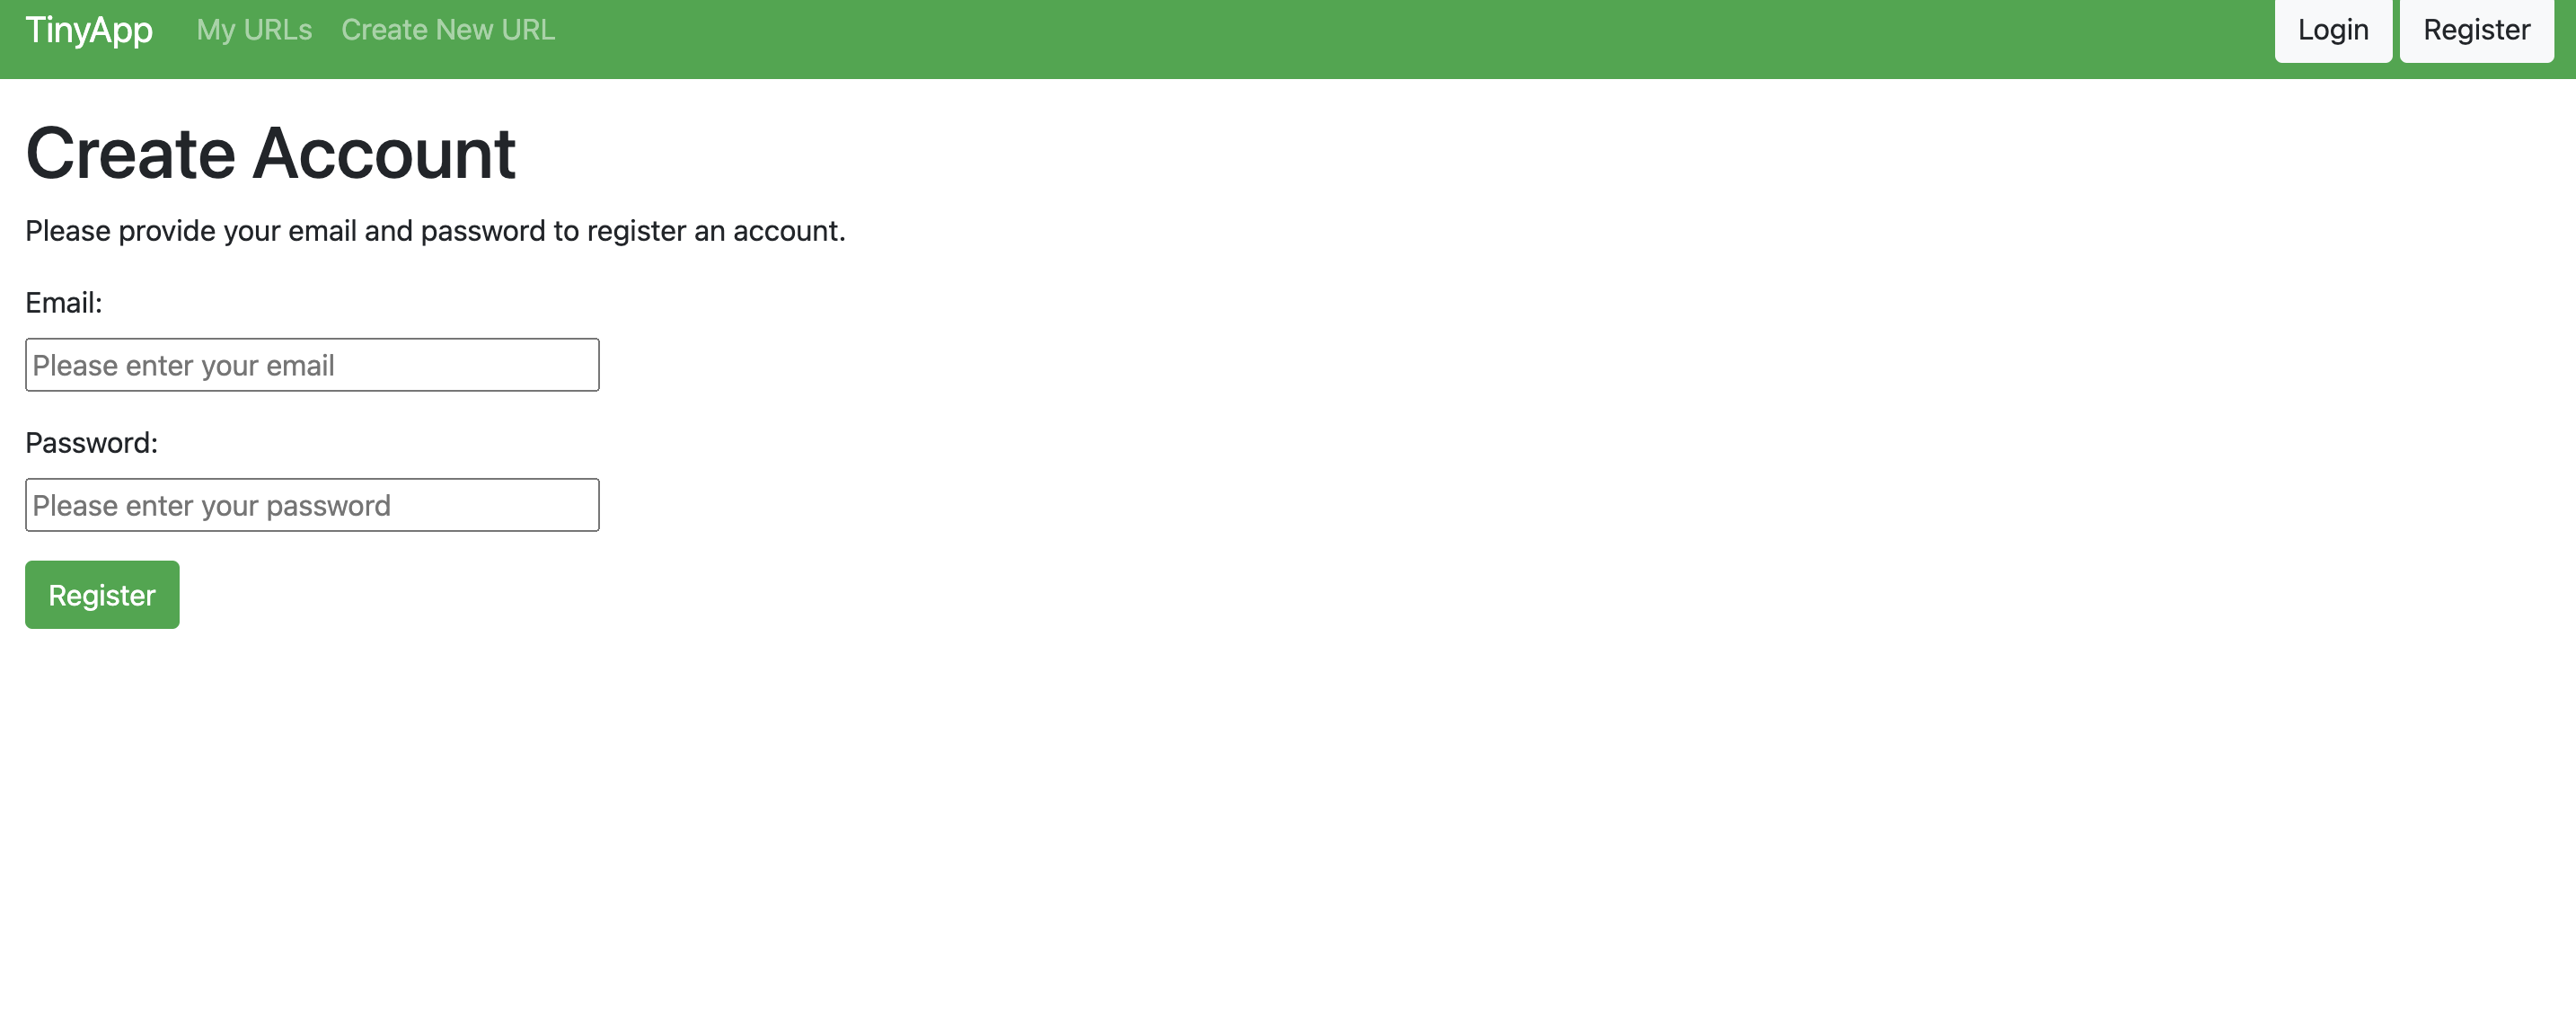 TinyApp My URLs Create New URL Login Register
Create Account
Please provide your email and password to register an account.
Email:
Please enter your email
Password:
Please enter your password
Register